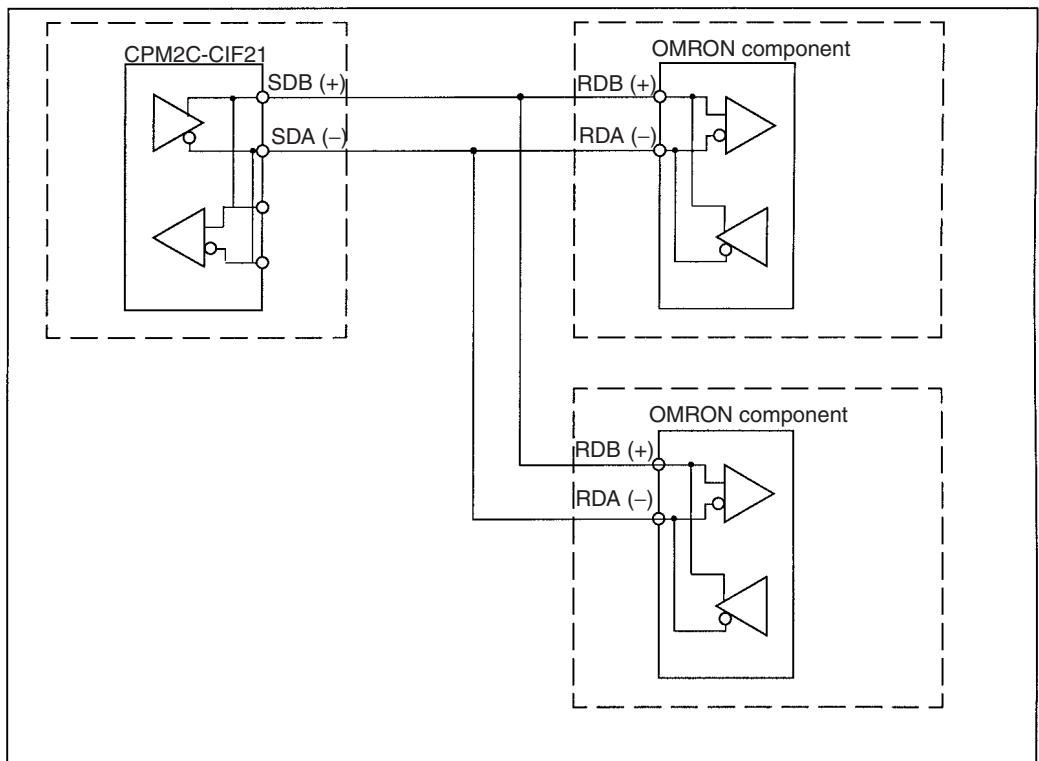 CPM2C-CIF21
SDB (+)
SDA (–)
OMRON component
RDB (+)
RDA (–)
OMRON component
RDB (+)
RDA (–)